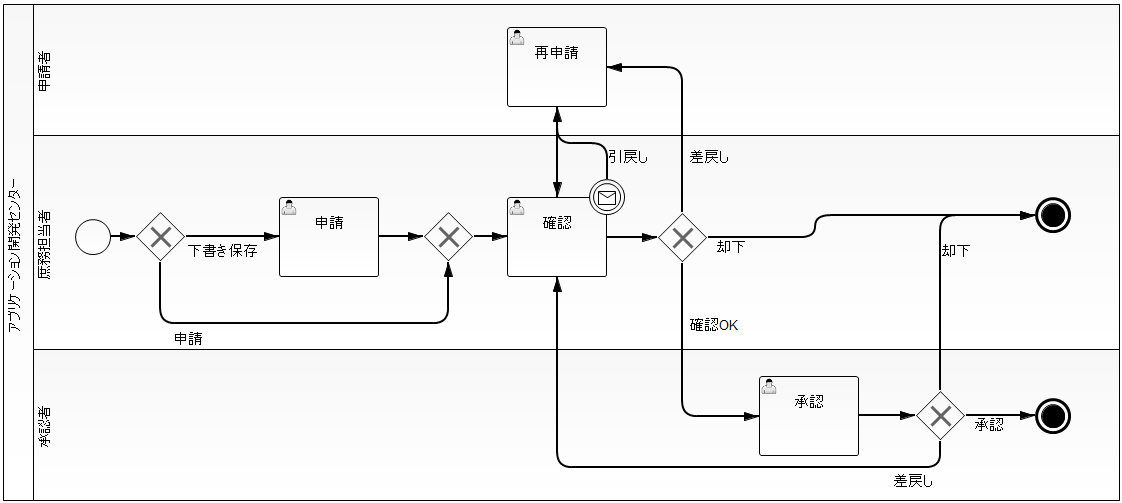 アプリケーション開発センター
申請者
再申請
引戻し
差戻し
庶務担当者
下書き保存
申請
申請
確認
却下
却下
確認OK
承認者
承認
承認
差戻し